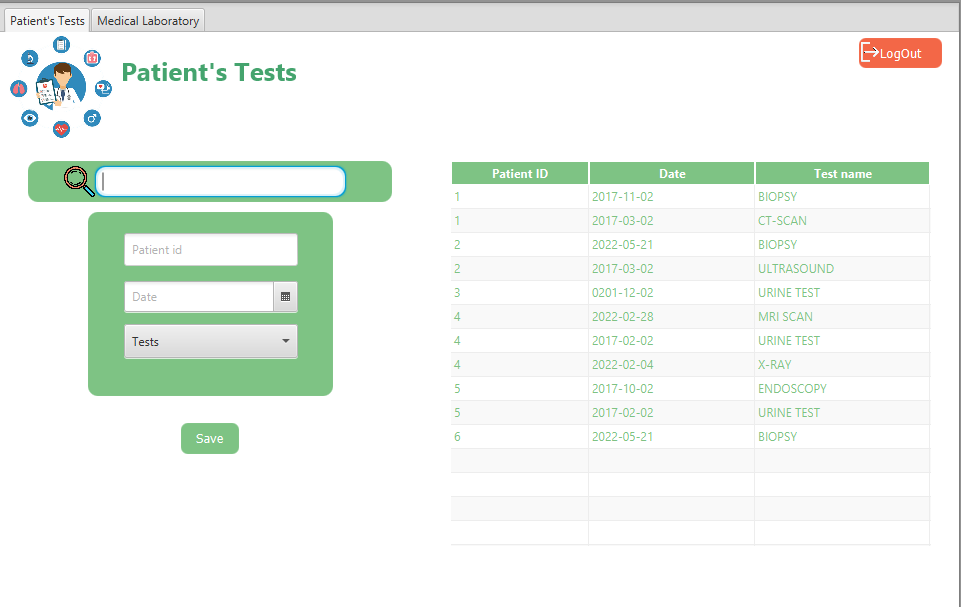 Patient's Tests
Medical Laboratory
Patient's Tests
LogOut
Patient id
Date
Tests
Save
Patient ID Date Test name
1 2017-11-02 BIOPSY
1 2017-03-02 CT-SCAN
2 2022-05-21 BIOPSY
2 2017-03-02 ULTRASOUND
3 0201-12-02 URINE TEST
4 2022-02-28 MRI SCAN
4 2017-02-02 URINE TEST
4 2022-02-04 X-RAY
5 2017-10-02 ENDOSCOPY
5 2017-02-02 URINE TEST
6 2022-05-21 BIOPSY